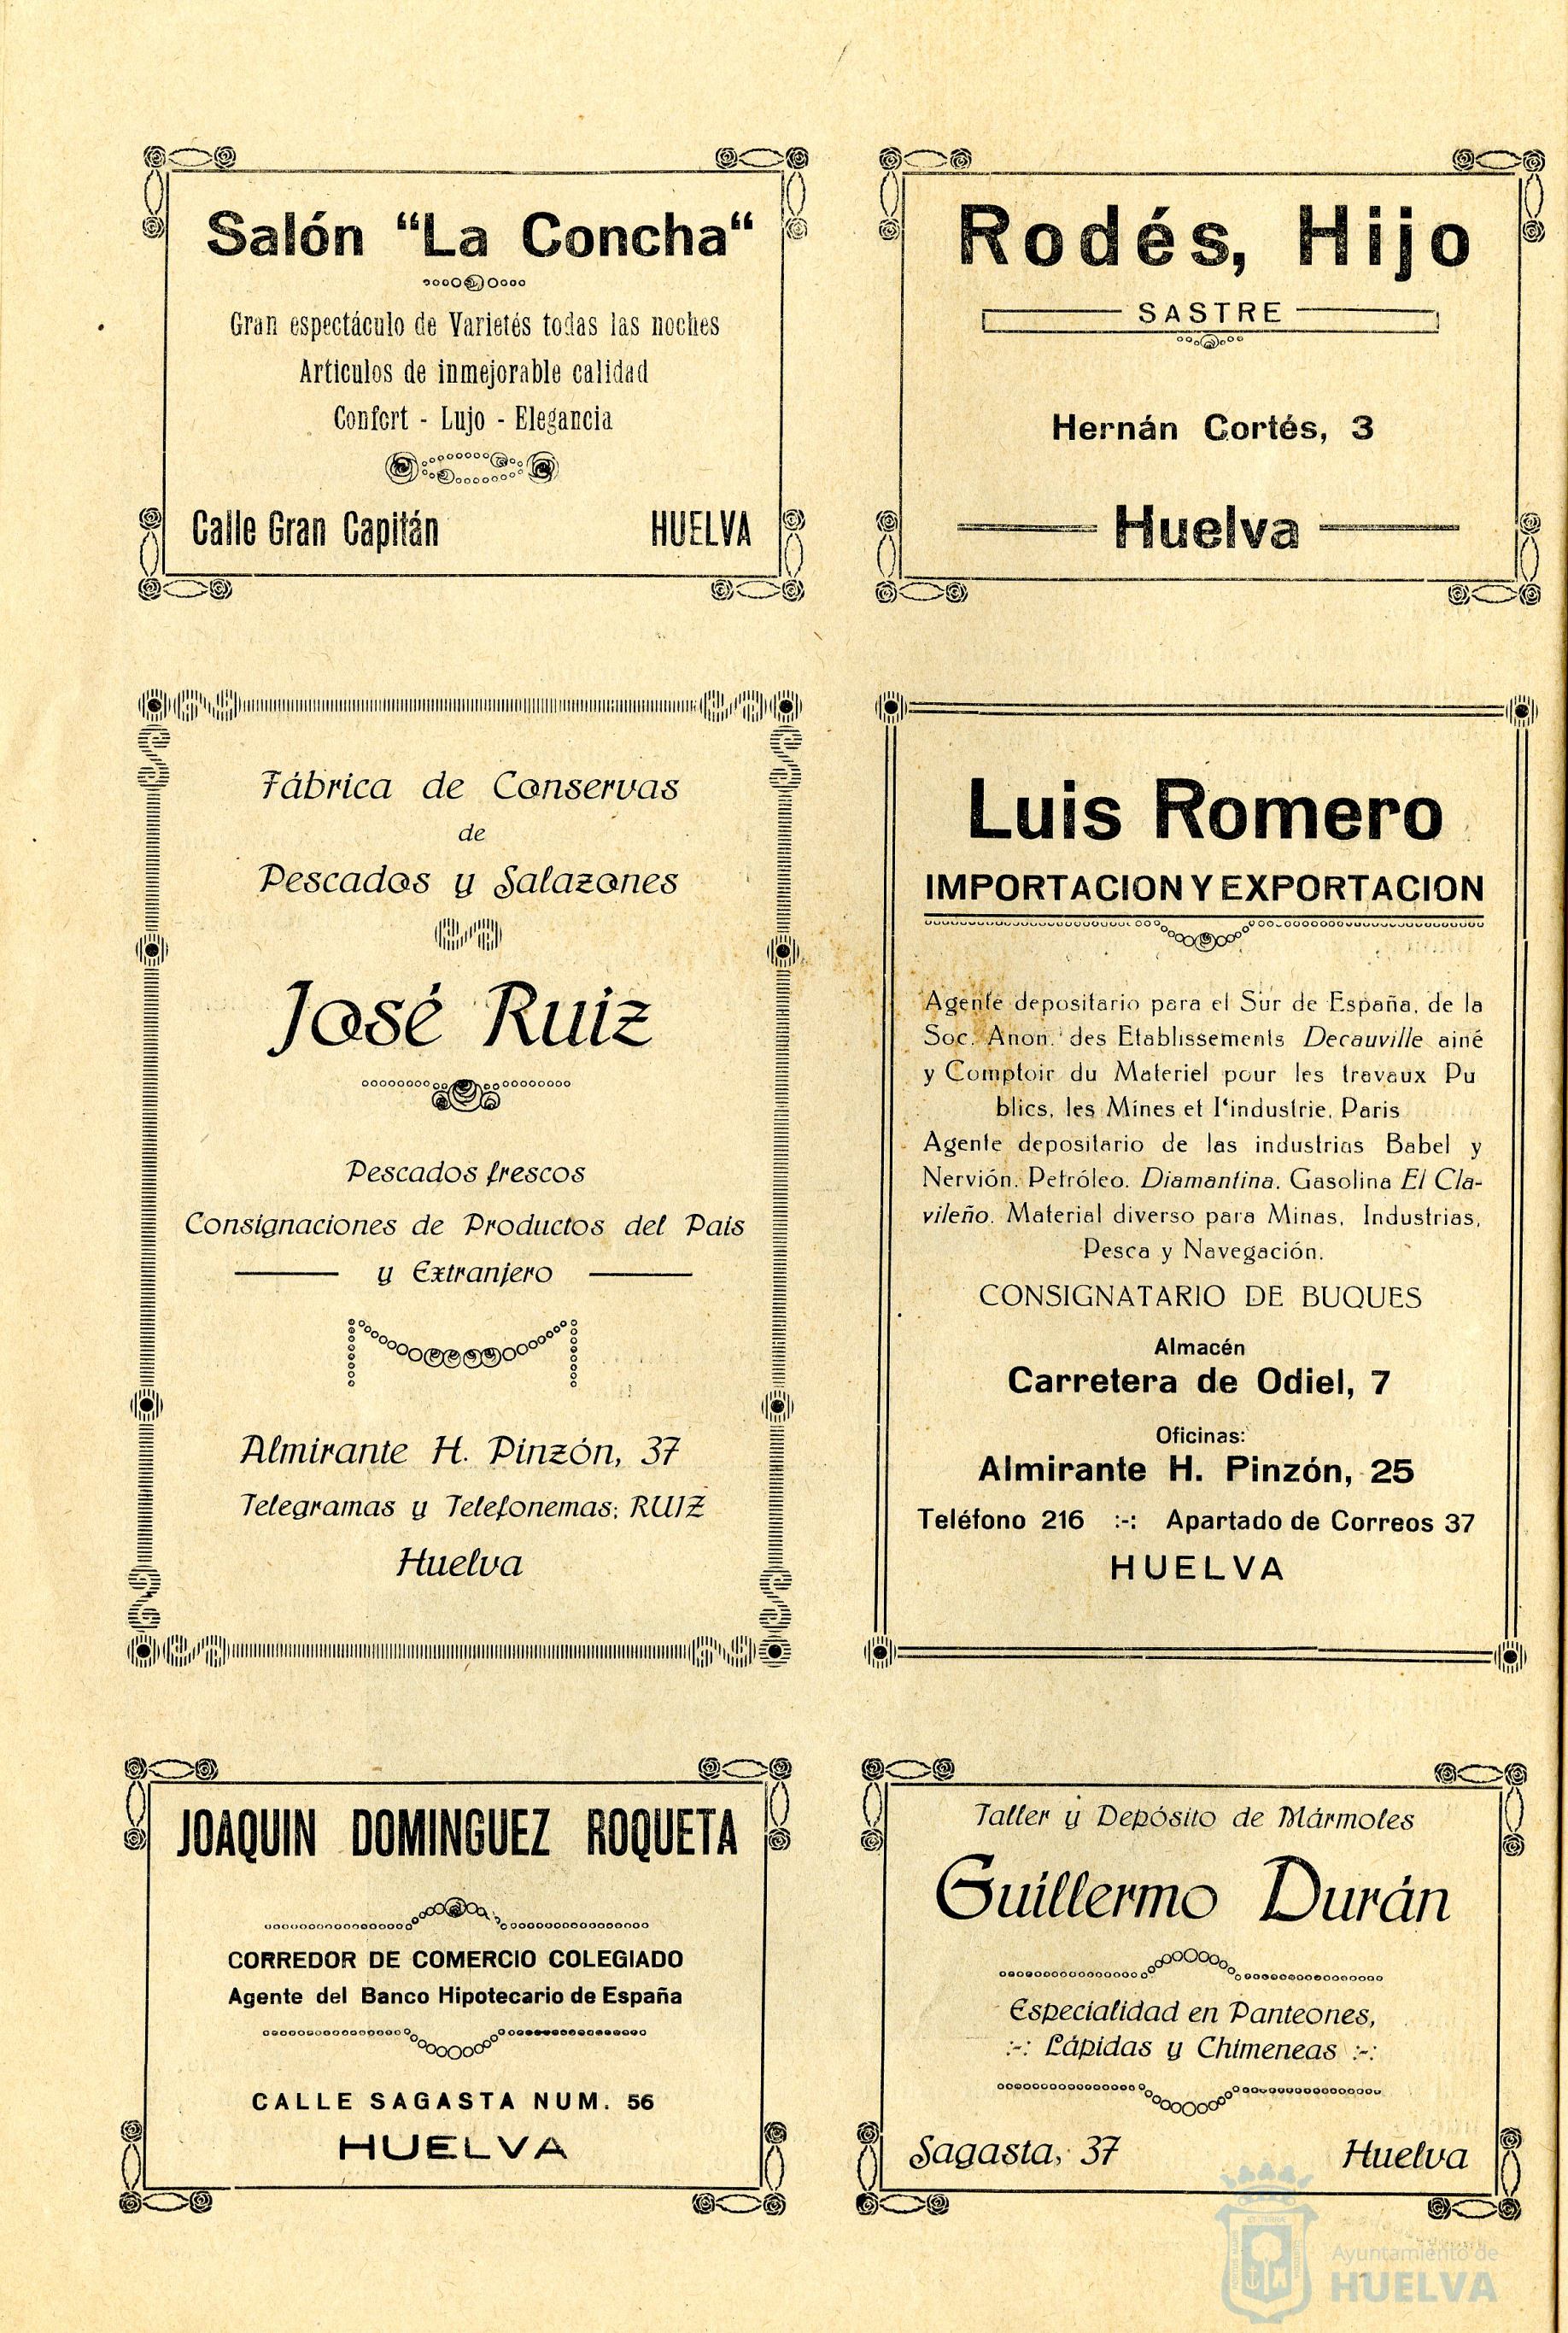 Salón “La Concha“
Gran espectáculo de Varietés todas las noches
Articulos de inmejorable calidad
Confort - Lujo - Elegancia
Calle Gran Capitán HUELVA
Rodés, Hijo
SASTRE
Hernán Cortés, 3
Huelva
Fábrica de Conservas
de
Pescados y Salazones
José Ruiz
Pescados frescos
Consignaciones de Productos del Pais
y Extranjero
Almirante H. Pinzón, 37
Telegramas y Telefonemas: RUIZ
Huelva
Luis Romero
IMPORTACION Y EXPORTACION
Agente depositario para el Sur de España, de la
Soc. Anon. des Etablissements Decauville ainé
y Comptoir du Materiel pour les travaux Pu
blics, les Mines et l‘industrie, Paris
Agente depositario de las industrias Babel y
Nervión. Petróleo. Diamantina. Gasolina El Cla-
vileño. Material diverso para Minas, Industrias,
Pesca y Navegación.
CONSIGNATARIO DE BUQUES
Almacén
Carretera de Odiel, 7
Oficinas:
Almirante H. Pinzón, 25
Teléfono 216 :-: Apartado de Correos 37
HUELVA
JOAQUIN DOMINGUEZ ROQUETA
CORREDOR DE COMERCIO COLEGIADO
Agente del Banco Hipotecario de España
CALLE SAGASTA NUM. 56
HUELVA
Taller y Depósito de Mármoles
Guillermo Durán
Especialidad en Panteones,
:-: Lápidas y Chimeneas :-:
Sagasta, 37 Huelva
Ayuntamiento de
HUELVA